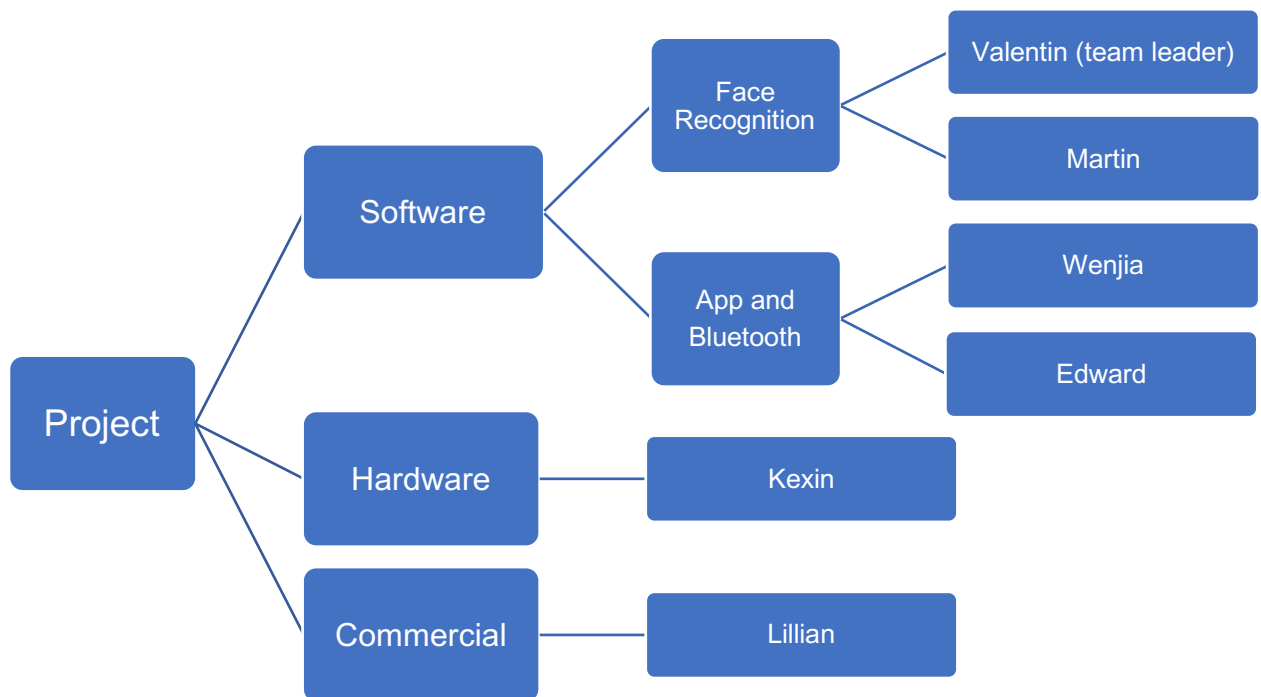 Project
Software
Face
Recognition
Valentin (team leader)
Martin
App and
Bluetooth
Wenjia
Edward
Hardware
Kexin
Commercial
Lillian